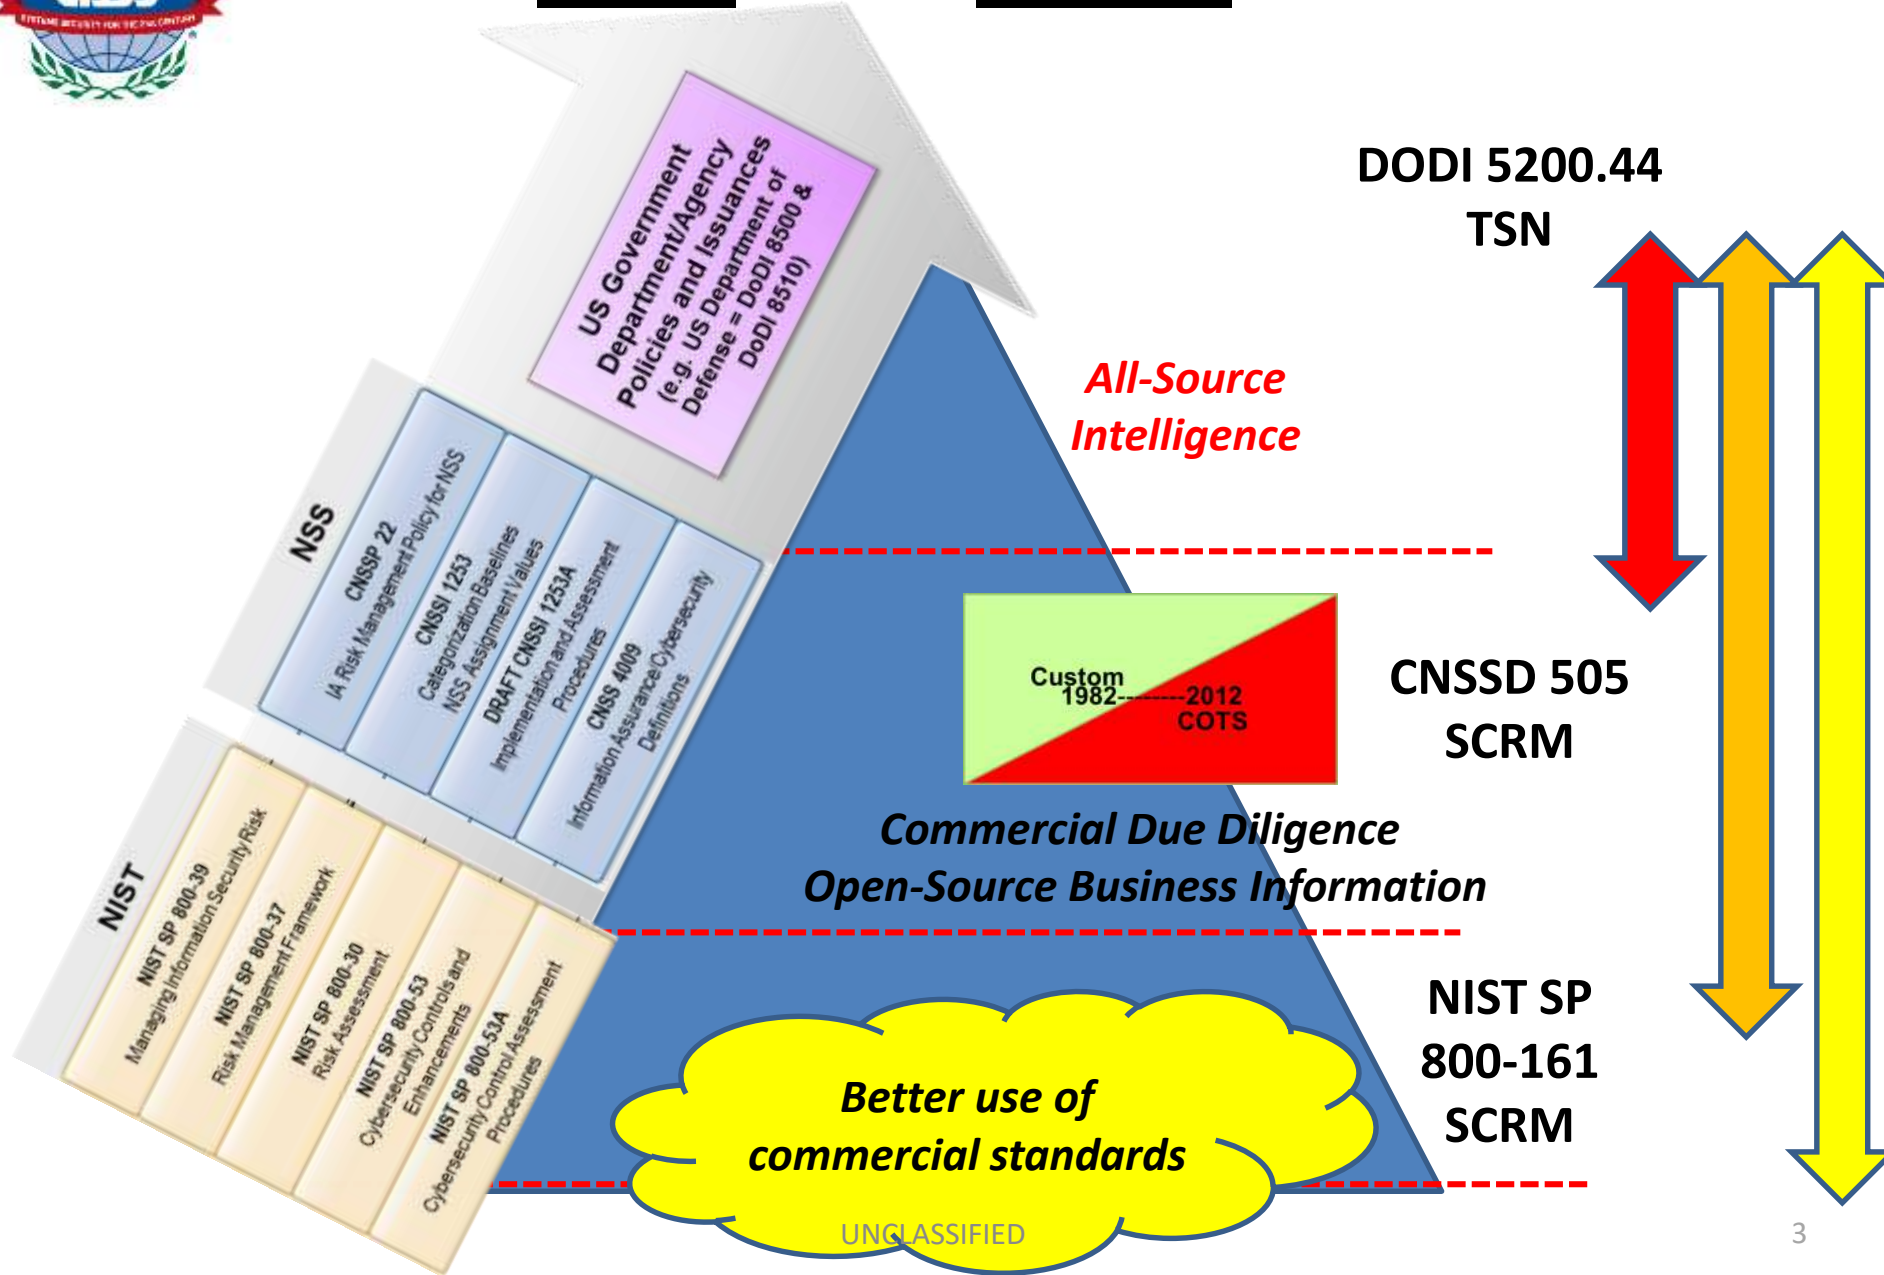 SYSTEMS SECURITY FOR THE 21st CENTURY
US Government
Department/Agency
Policies and Issuances
(e.g. US Department of
Defense = DoDI 8500 &
DoDI 8510)
NSS
CNSSP 22
IA Risk Management Policy for NSS
CNSSI 1253
Categorization Baselines
NSS Assignment Values
DRAFT CNSSI 1253A
Implementation and Assessment
Procedures
CNSS 4009
Information Assurance/Cybersecurity
Definitions
NIST
NIST SP 800-39
Managing Information Security Risk
NIST SP 800-37
Risk Management Framework
NIST SP 800-30
Risk Assessment
NIST SP 800-53
Cybersecurity Controls and
Enhancements
NIST SP 800-53A
Cybersecurity Control Assessment
Procedures
DODI 5200.44
TSN
All-Source
Intelligence
Custom
1982--------2012
COTS
CNSSD 505
SCRM
Commercial Due Diligence
Open-Source Business Information
NIST SP
800-161
SCRM
Better use of
commercial standards
UNCLASSIFIED
3